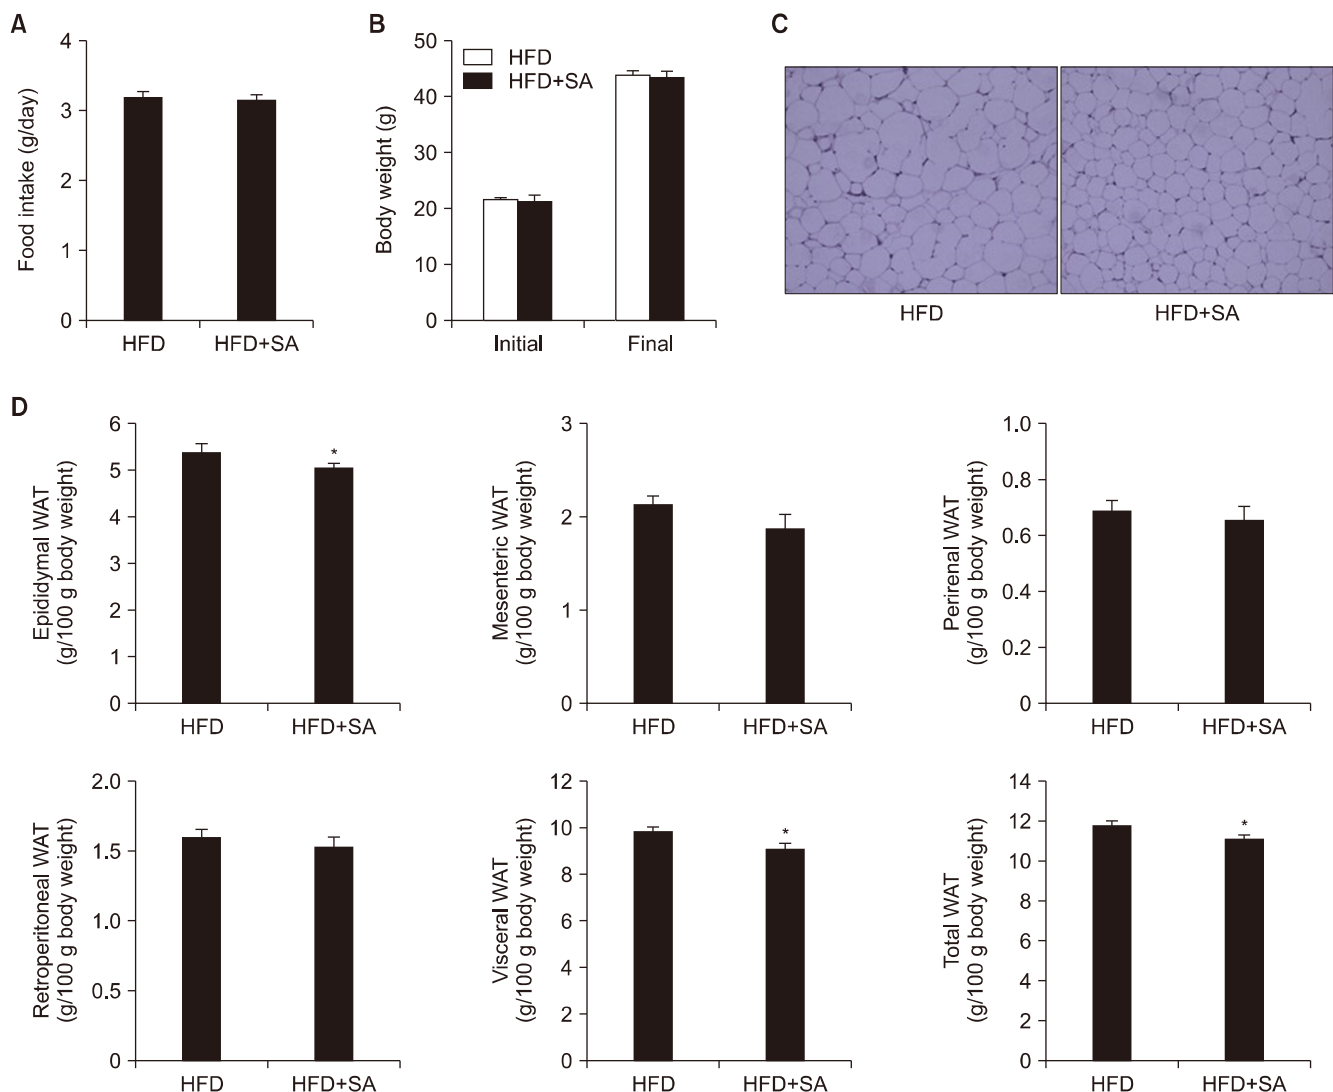 A
Food intake (g/day)
4
3
2
1
0
HFD
HFD+SA
B
Body weight (g)
50
40
30
20
10
0
HFD
HFD+SA
Initial
Final
C
HFD
HFD+SA
D
Epididymal WAT
(g/100 g body weight)
6
5
4
3
2
1
0
*
HFD
HFD+SA
Mesenteric WAT
(g/100 g body weight)
3
2
1
0
HFD
HFD+SA
Perirenal WAT
(g/100 g body weight)
1.0
0.8
0.6
0.4
0.2
0
HFD
HFD+SA
Retroperitoneal WAT
(g/100 g body weight)
2.0
1.5
1.0
0.5
0
HFD
HFD+SA
Visceral WAT
(g/100 g body weight)
12
10
8
6
4
2
0
*
HFD
HFD+SA
Total WAT
(g/100 g body weight)
14
12
10
8
6
4
2
0
*
HFD
HFD+SA